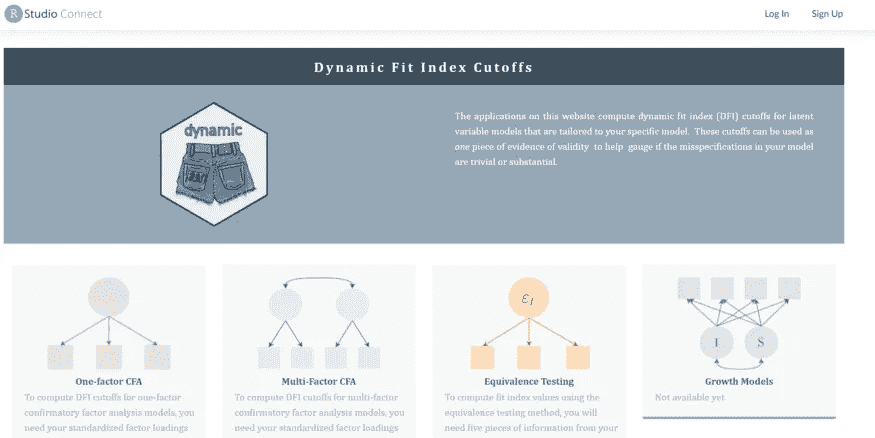 R Studio Connect
Log In
Sign Up
Dynamic Fit Index Cutoffs
dynamic
The applications on this website compute dynamic fit index (DFI) cutoffs for latent
variable models that are tailored to your specific model. These cutoffs can be used as
one piece of evidence of validity to help gauge if the misspecifications in your model
are trivial or substantial.
One-factor CFA
To compute DFI cutoffs for one-factor
confirmatory factor analysis models, you
need your standardized factor loadings
Multi-Factor CFA
To compute DFI cutoffs for multi-factor
confirmatory factor analysis models, you
need your standardized factor loadings
ε
Equivalence Testing
To compute fit index values using the
equivalence testing method, you will
need five pieces of information from your
I
S
Growth Models
Not available yet